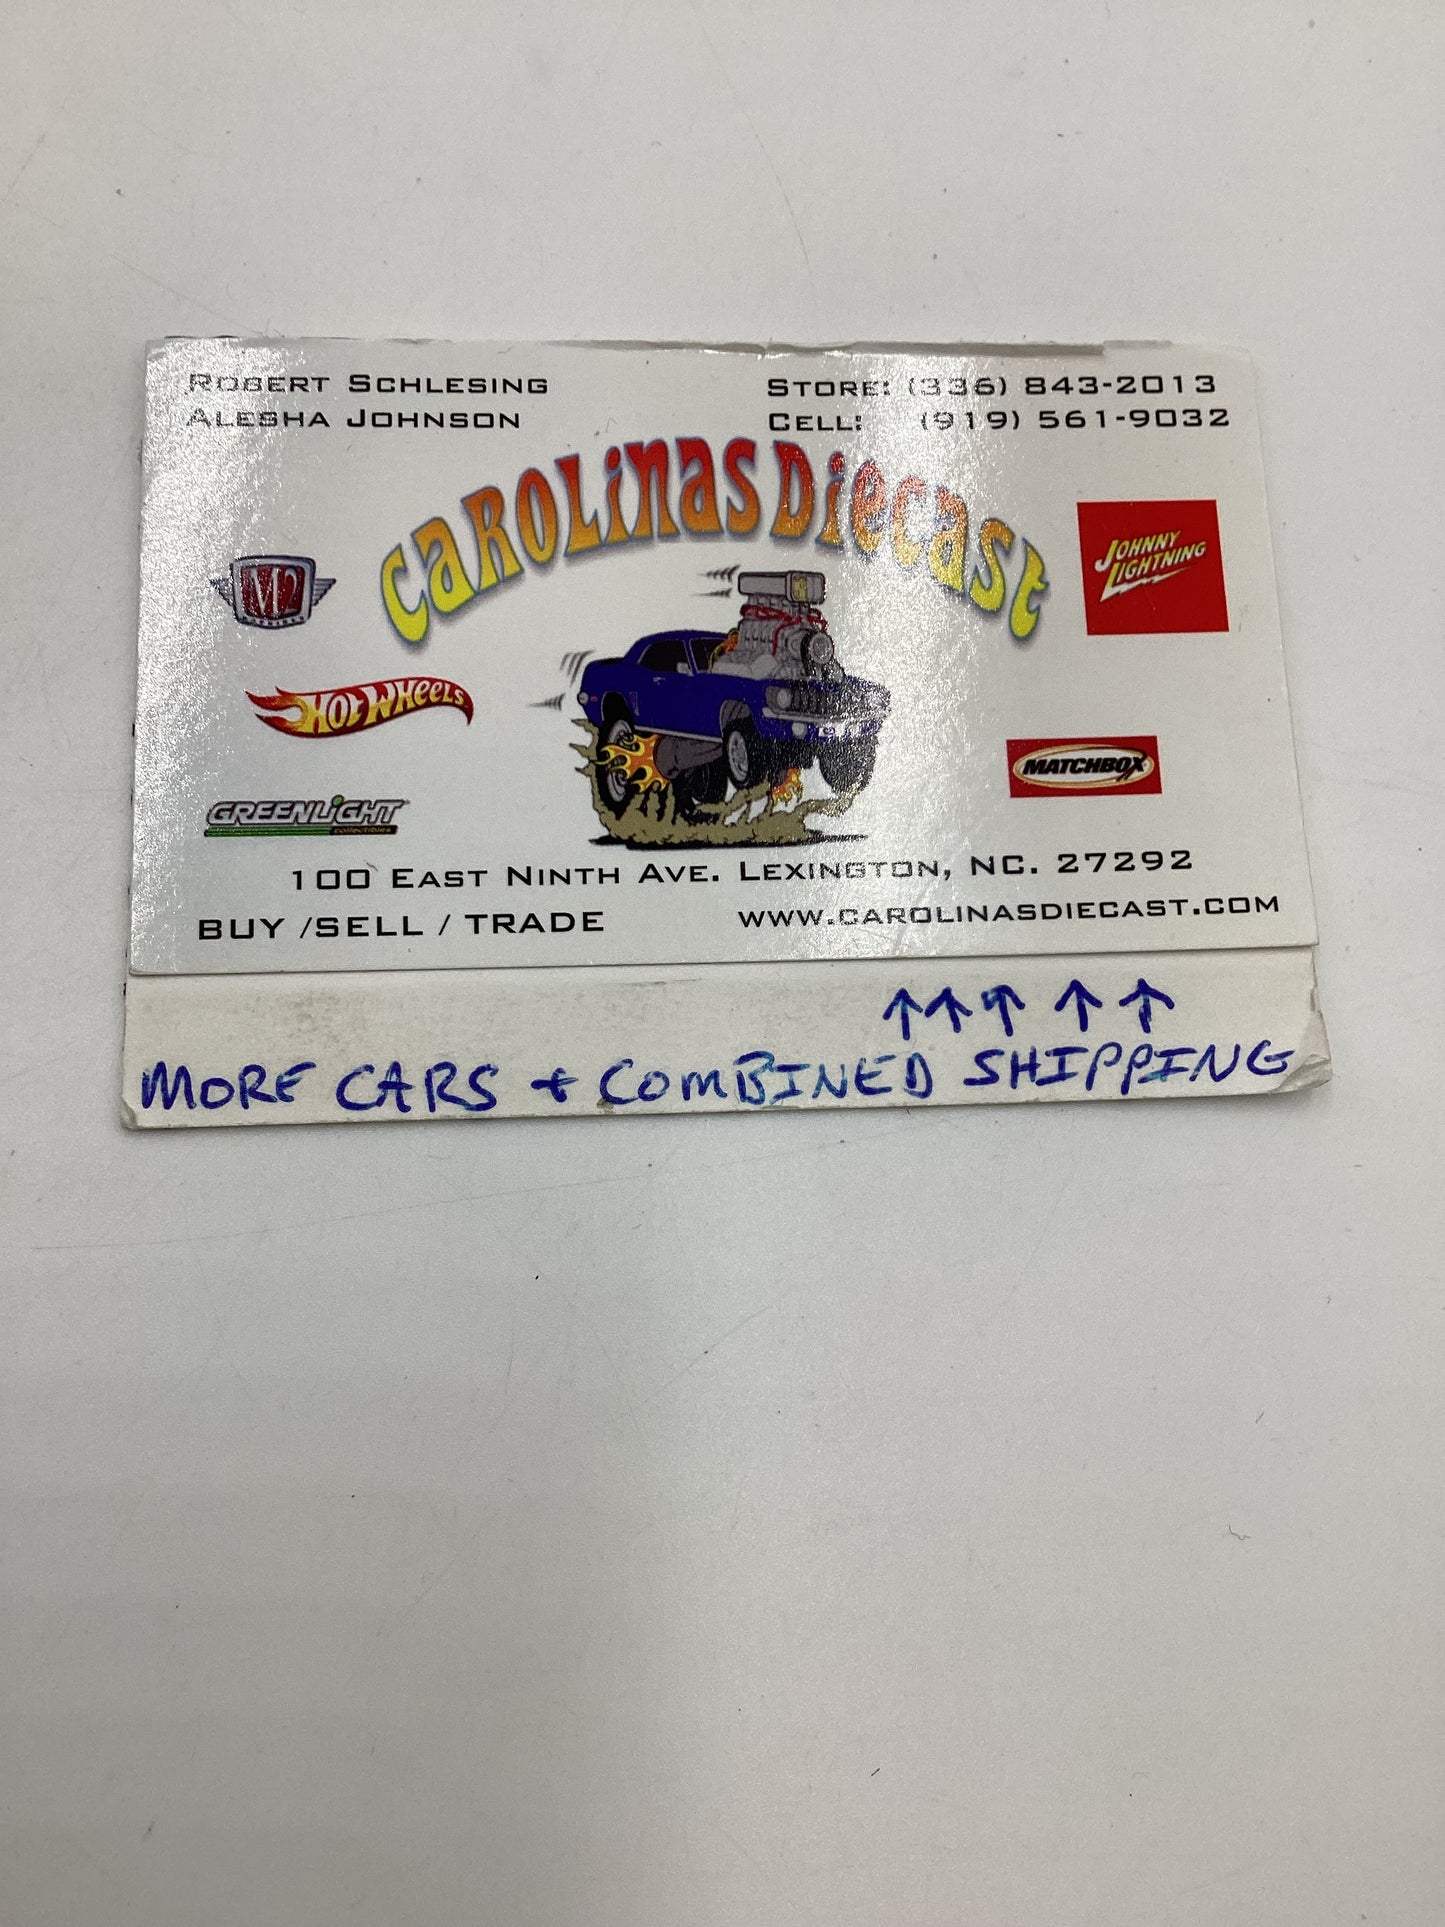 ROBERT SCHLESING
ALESHA JOHNSON
STORE: (336) 843-2013
CELL: (919) 561-9032
CAROLINAS DIECAST
M2
MACHINES
JOHNNY
LIGHTNING
HOT WHEELS
MATCHBOX
GREENLIGHT
collectibles
100 EAST NINTH AVE. LEXINGTON, NC. 27292
BUY /SELL / TRADE
WWW.CAROLINASDIECAST.COM
↑↑↑↑↑
MORE CARS + COMBINED SHIPPING